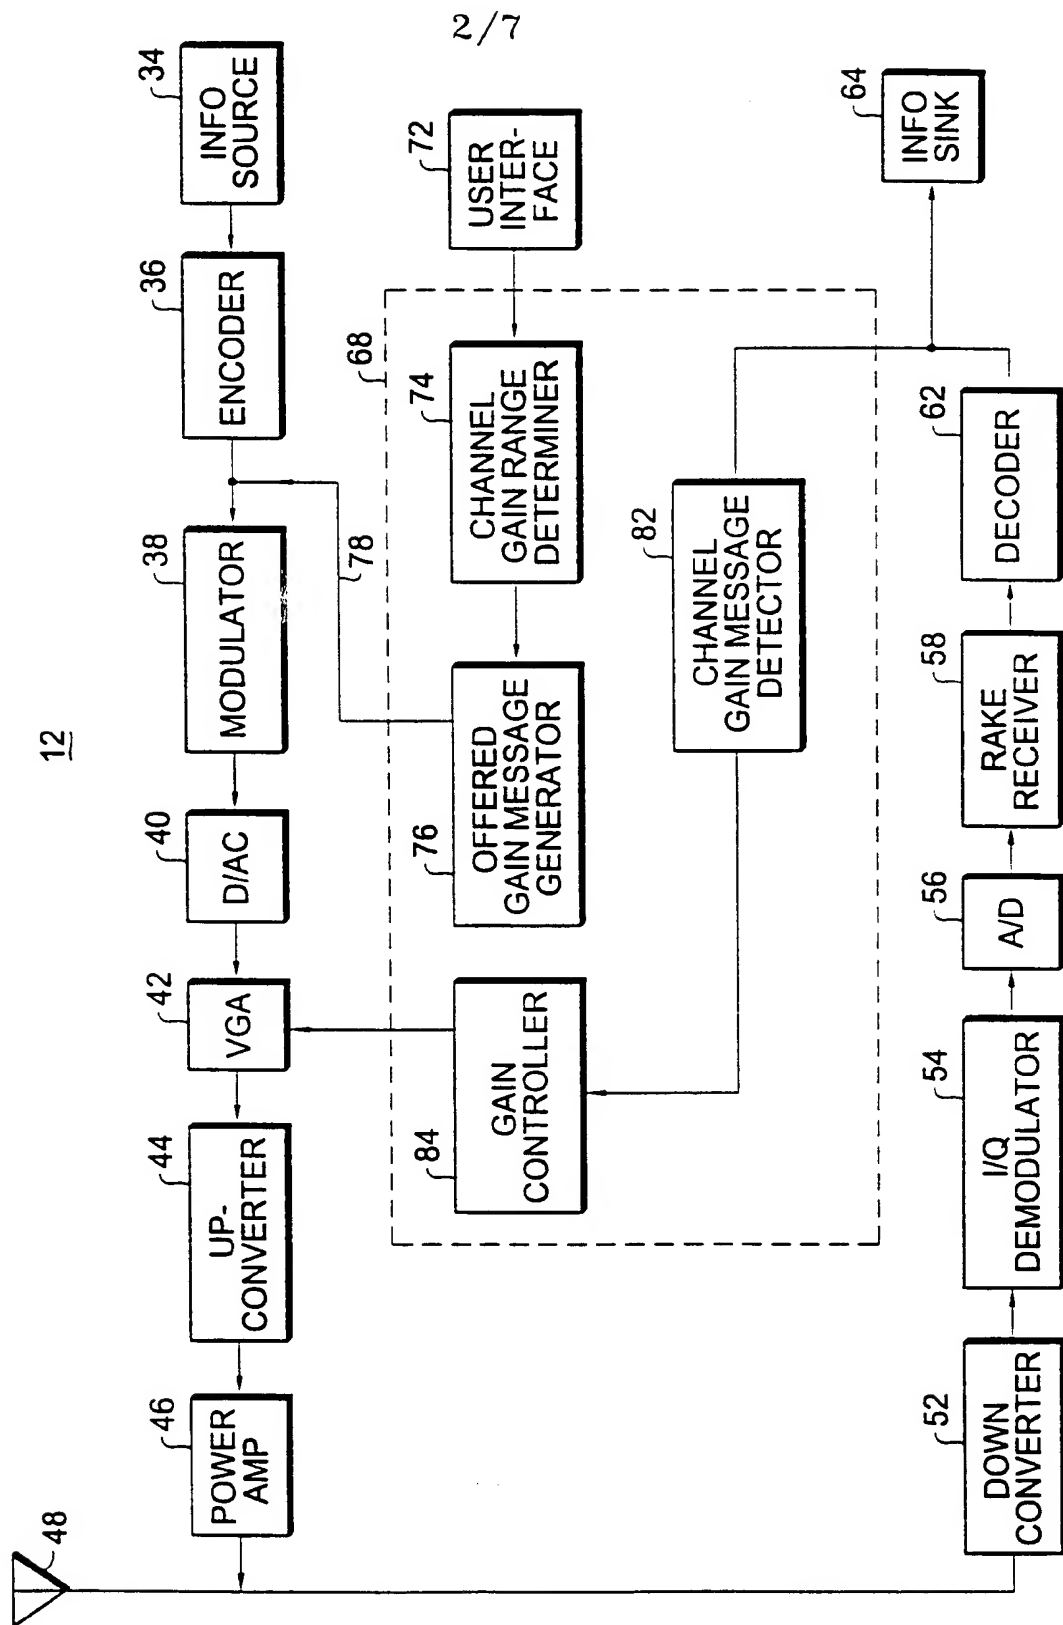 2/7
12
34
INFO
SOURCE
36
ENCODER
38
MODULATOR
40
D/AC
42
VGA
44
UP-
CONVERTER
46
POWER
AMP
48
68
72
USER
INTER-
FACE
74
CHANNEL
GAIN RANGE
DETERMINER
76
OFFERED
GAIN MESSAGE
GENERATOR
78
82
CHANNEL
GAIN MESSAGE
DETECTOR
84
GAIN
CONTROLLER
52
DOWN
CONVERTER
54
I/Q
DEMODULATOR
56
A/D
58
RAKE
RECEIVER
62
DECODER
64
INFO
SINK